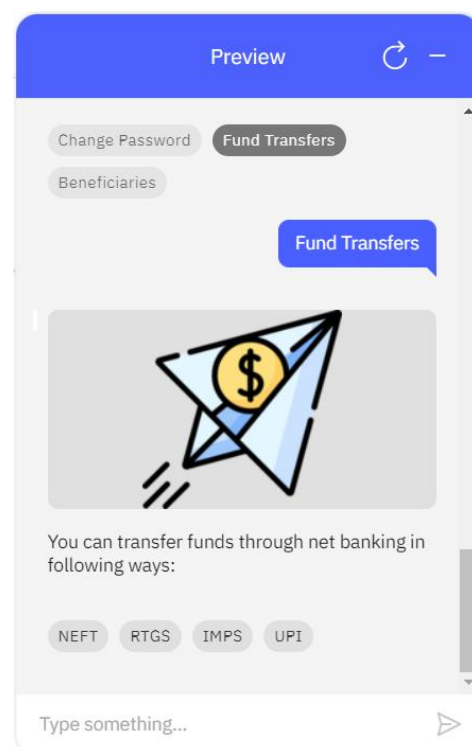 Preview
Change Password
Fund Transfers
Beneficiaries
Fund Transfers
$
You can transfer funds through net banking in
following ways:
NEFT RTGS IMPS UPI
Type something...